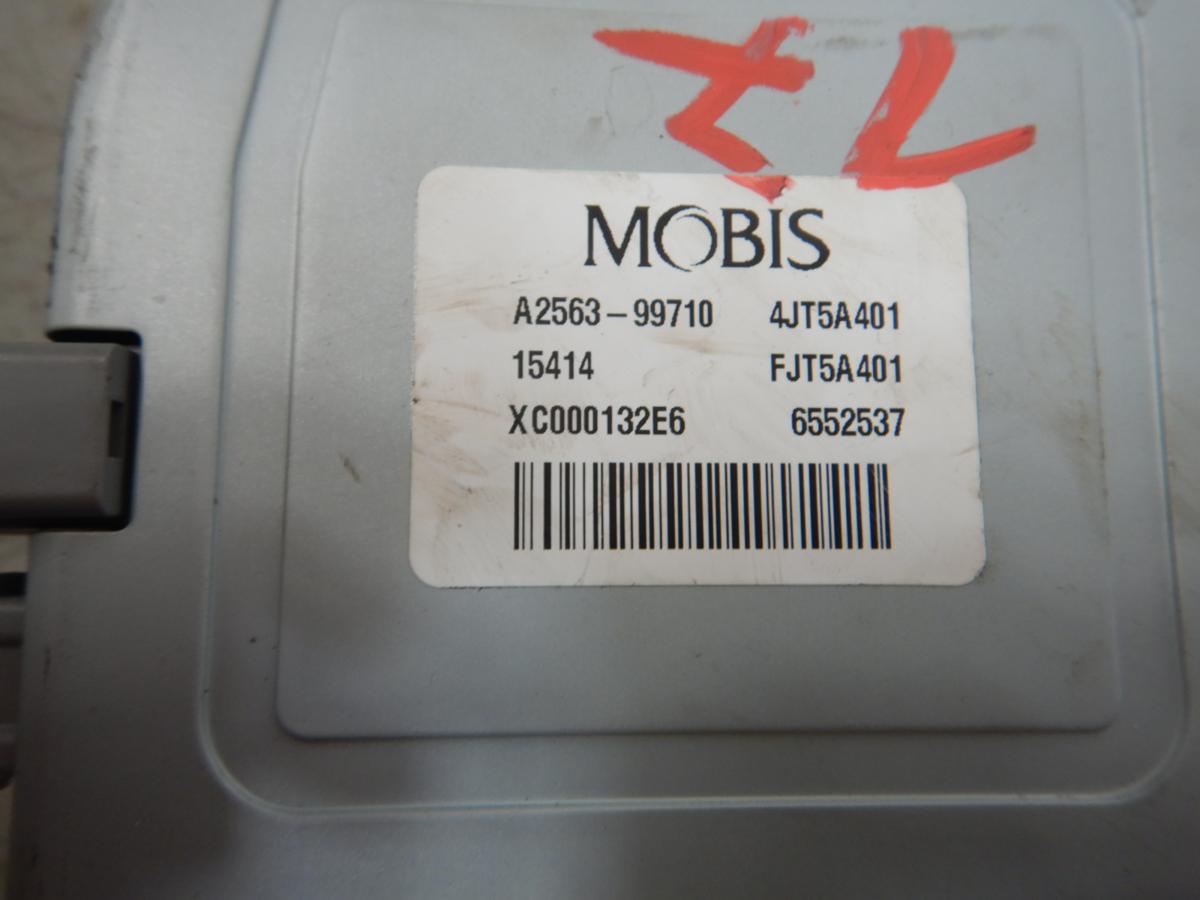 MOBIS
A2563-99710 4JT5A401
15414 FJT5A401
XC000132E6 6552537